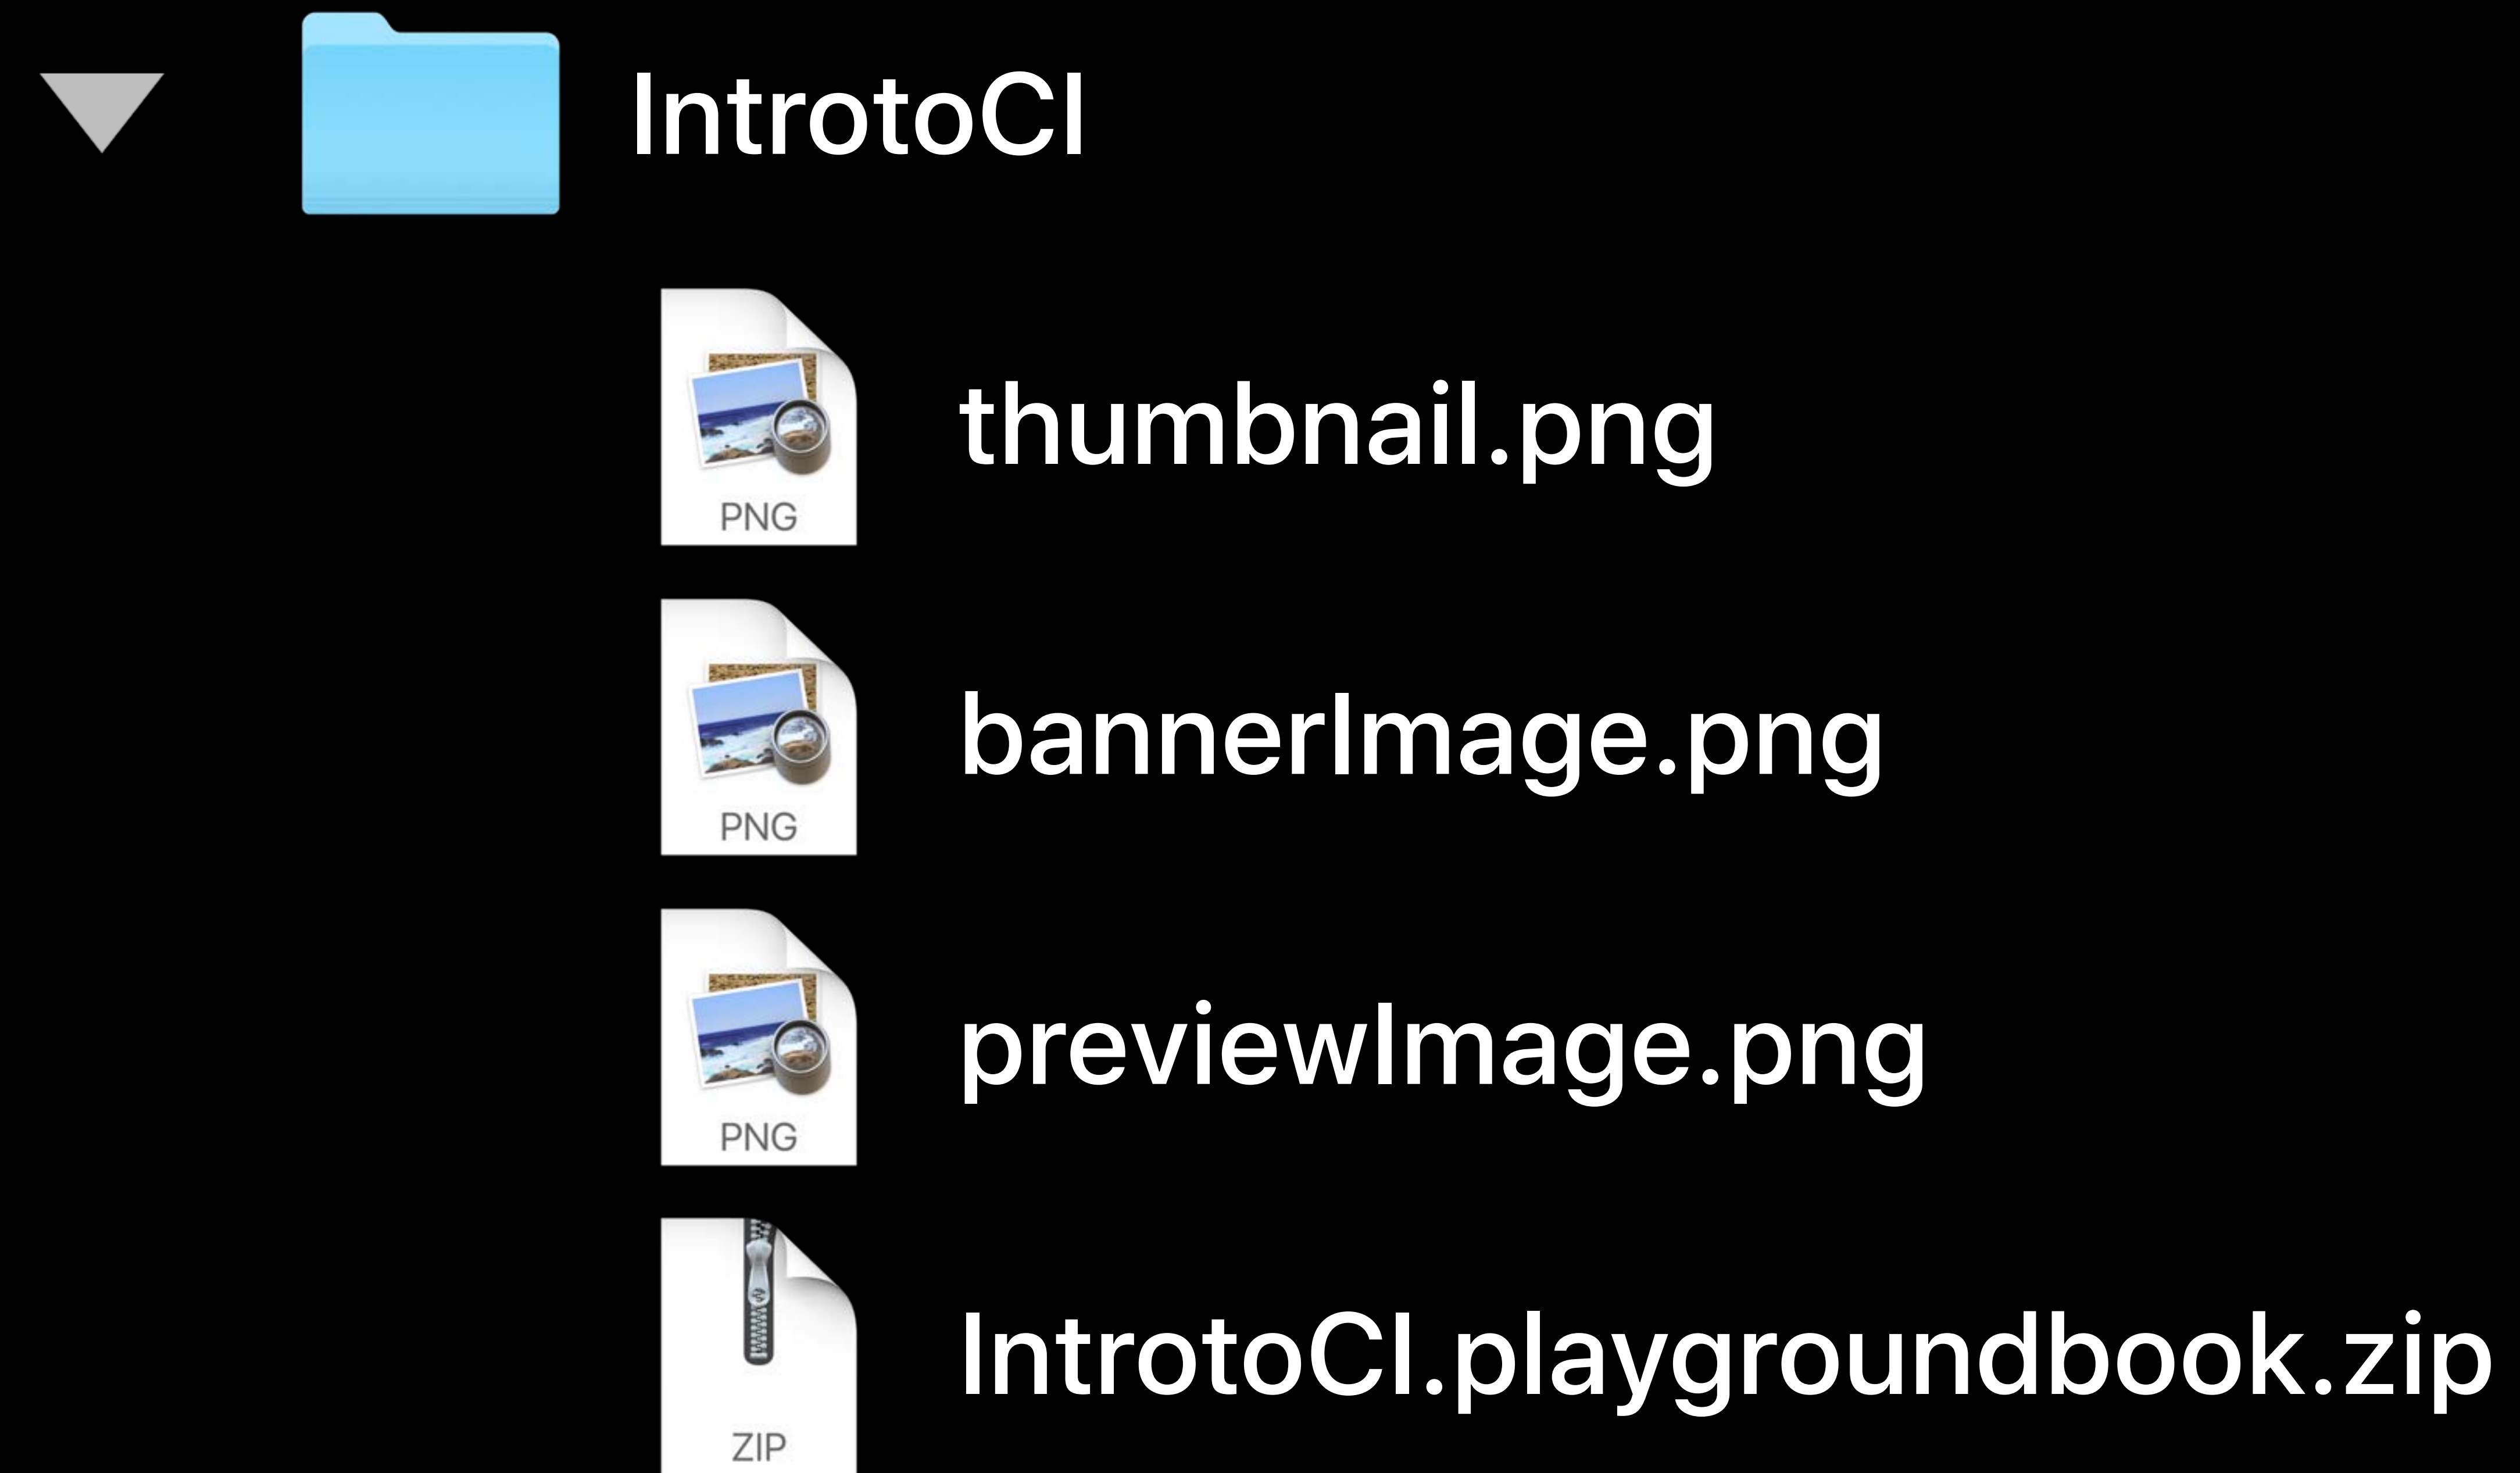 IntrotoCI
thumbnail.png
PNG
bannerImage.png
PNG
previewImage.png
PNG
IntrotoCI.playgroundbook.zip
ZIP